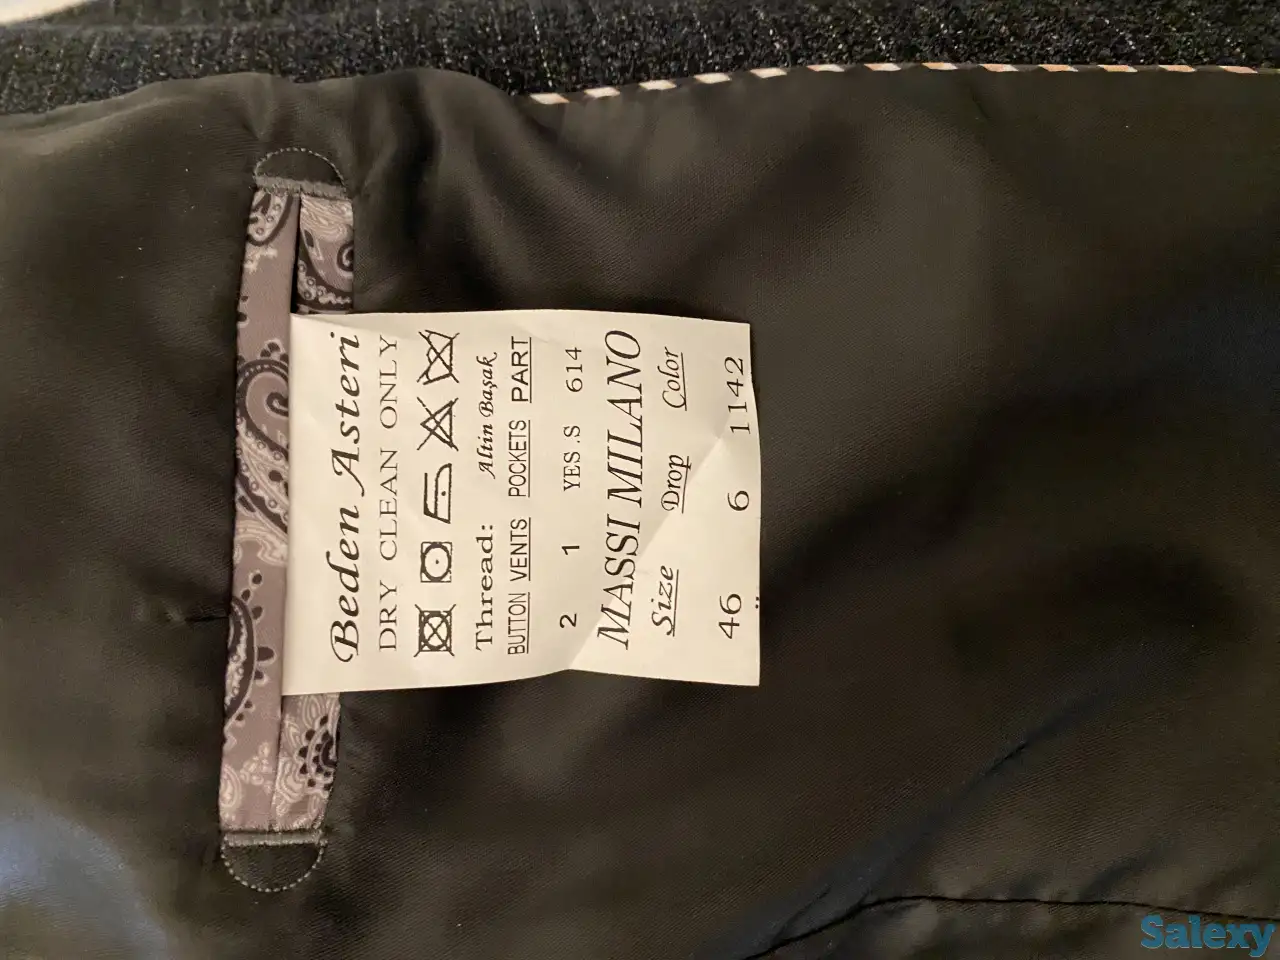 Beden Asteri
DRY CLEAN ONLY
Thread: Altin Başak
BUTTON VENTS POCKETS PART
2 1 YES .S 614
MASSI MILANO
Size Drop Color
46 6 1142
Salexy